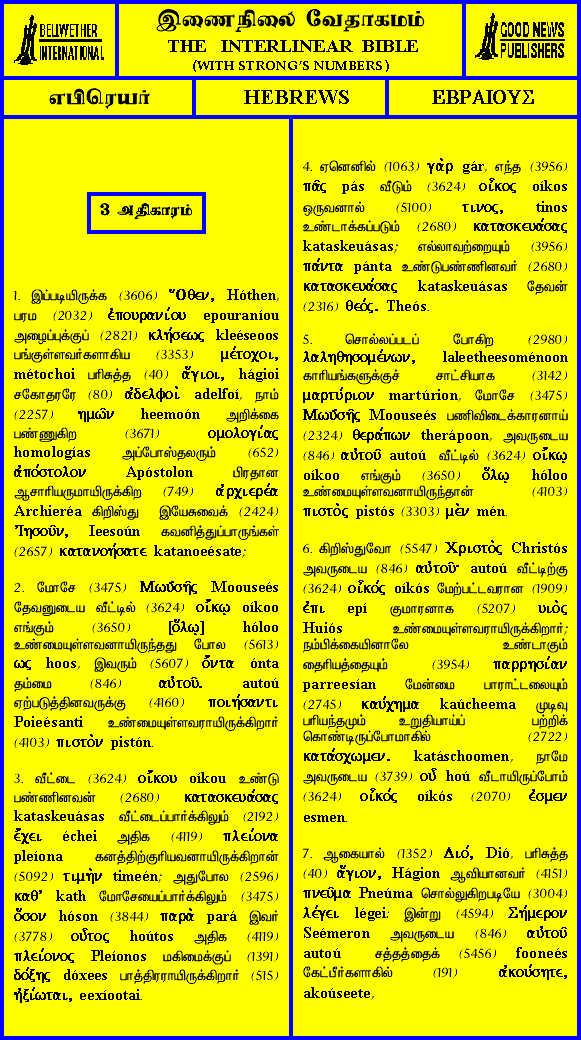 BELLWETHER
INTERNATIONAL
இணைநிலை வேதாகமம்
THE INTERLINEAR BIBLE
(WITH STRONG'S NUMBERS)
GOOD NEWS
PUBLISHERS
எபிரெயர்
HEBREWS
ΕΒΡΑΙΟΥΣ
3 அதிகாரம்
1. இப்படியிருக்க (3606) Ὅθεν, Hóthen,
பரம (2032) ἐπουρανίου epouraníou
அழைப்புக்குப் (2821) κλήσεως kleéseoos
பங்குள்ளவர்களாகிய (3353) μέτοχοι,
métochoi பரிசுத்த (40) ἅγιοι, hágioi
சகோதரரே (80) ἀδελφοὶ adelfoí, நாம்
(2257) ημῶν heemoón அறிக்கை
பண்ணுகிற (3671) ομολογίας
homologías அப்போஸ்தலரும் (652)
ἀπόστολον Apóstolon பிரதான
ஆசாரியருமாயிருக்கிற (749) ἀρχιερέα
Archieréa கிறிஸ்து இயேசுவைக் (2424)
Ἰησοῦν, Ieesoún கவனித்துப்பாருங்கள்
(2657) κατανοήσατε katanoeésate;
2. மோசே (3475) Μωϋσῆς Moouseés
தேவனுடைய வீட்டில் (3624) οἴκῳ oíkoo
எங்கும் (3650) [ὅλῳ] hóloo
உண்மையுள்ளவனாயிருந்தது போல (5613)
ως hoos, இவரும் (5607) ὄντα ónta
தம்மை (846) αὐτοῦ. autoú
ஏற்படுத்தினவருக்கு (4160) ποιήσαντι
Poieésanti உண்மையுள்ளவராயிருக்கிறார்
(4103) πιστὸν pistón.
3. வீட்டை (3624) οἴκου oíkou உண்டு
பண்ணினவன் (2680) κατασκευάσας
kataskeuásas வீட்டைப்பார்க்கிலும் (2192)
ἔχει échei அதிக (4119) πλείονα
pleíona கனத்திற்குரியவனாயிருக்கிறான்
(5092) τιμὴν timeén; அதுபோல (2596)
καθ' kath மோசேயைப்பார்க்கிலும் (3475)
ὅσον hóson (3844) παρὰ pará இவர்
(3778) οὗτος hoútos அதிக (4119)
πλείονος Pleíonos மகிமைக்குப் (1391)
δόξης dóxees பாத்திரராயிருக்கிறார் (515)
ἠξίωται, eexíootai.
4. ஏனெனில் (1063) γὰρ gár, எந்த (3956)
πᾶς pás வீடும் (3624) οἶκος oíkos
ஒருவனால் (5100) τινος, tinos
உண்டாக்கப்படும் (2680) κατασκευάσας
kataskeuásas; எல்லாவற்றையும் (3956)
πάντα pánta உண்டுபண்ணினவர் (2680)
κατασκευάσας kataskeuásas தேவன்
(2316) θεός. Theós.
5. சொல்லப்படப் போகிற (2980)
λαληθησομένων, laleetheesoménoon
காரியங்களுக்குச் சாட்சியாக (3142)
μαρτύριον martúrion, மோசே (3475)
Μωϋσῆς Moouseés பணிவிடைக்காரனாய்
(2324) θεράπων therápoon, அவருடைய
(846) αὐτοῦ autoú வீட்டில் (3624) οἴκῳ
oíkoo எங்கும் (3650) ὅλῳ hóloo
உண்மையுள்ளவனாயிருந்தான் (4103)
πιστὸς pistós (3303) μὲν mén.
6. கிறிஸ்துவோ (5547) Χριστὸς Christós
அவருடைய (846) αὐτοῦ· autoú வீட்டிற்கு
(3624) οἶκός oíkós மேற்பட்டவரான (1909)
ἐπι epí குமாரனாக (5207) υιὸς
Huiós உண்மையுள்ளவராயிருக்கிறார்;
நம்பிக்கையினாலே உண்டாகும்
தைரியத்தையும் (3954) παρρησίαν
parreesían மேன்மை பாராட்டலையும்
(2745) καύχημα kaúcheema முடிவு
பரியந்தமும் உறுதியாய்ப் பற்றிக்
கொண்டிருப்போமாகில் (2722)
κατάσχωμεν. katáschoomen, நாமே
அவருடைய (3739) οὗ hoú வீடாயிருப்போம்
(3624) οἶκός oíkós (2070) ἐσμεν
esmen.
7. ஆகையால் (1352) Διό, Dió, பரிசுத்த
(40) ἅγιον, Hágion ஆவியானவர் (4151)
πνεῦμα Pneúma சொல்லுகிறபடியே (3004)
λέγει légei; இன்று (4594) Σήμερον
Seémeron அவருடைய (846) αὐτοῦ
autoú சத்தத்தைக் (5456) fooneés
கேட்பீர்களாகில் (191) ἀκούσητε,
akoúseete,